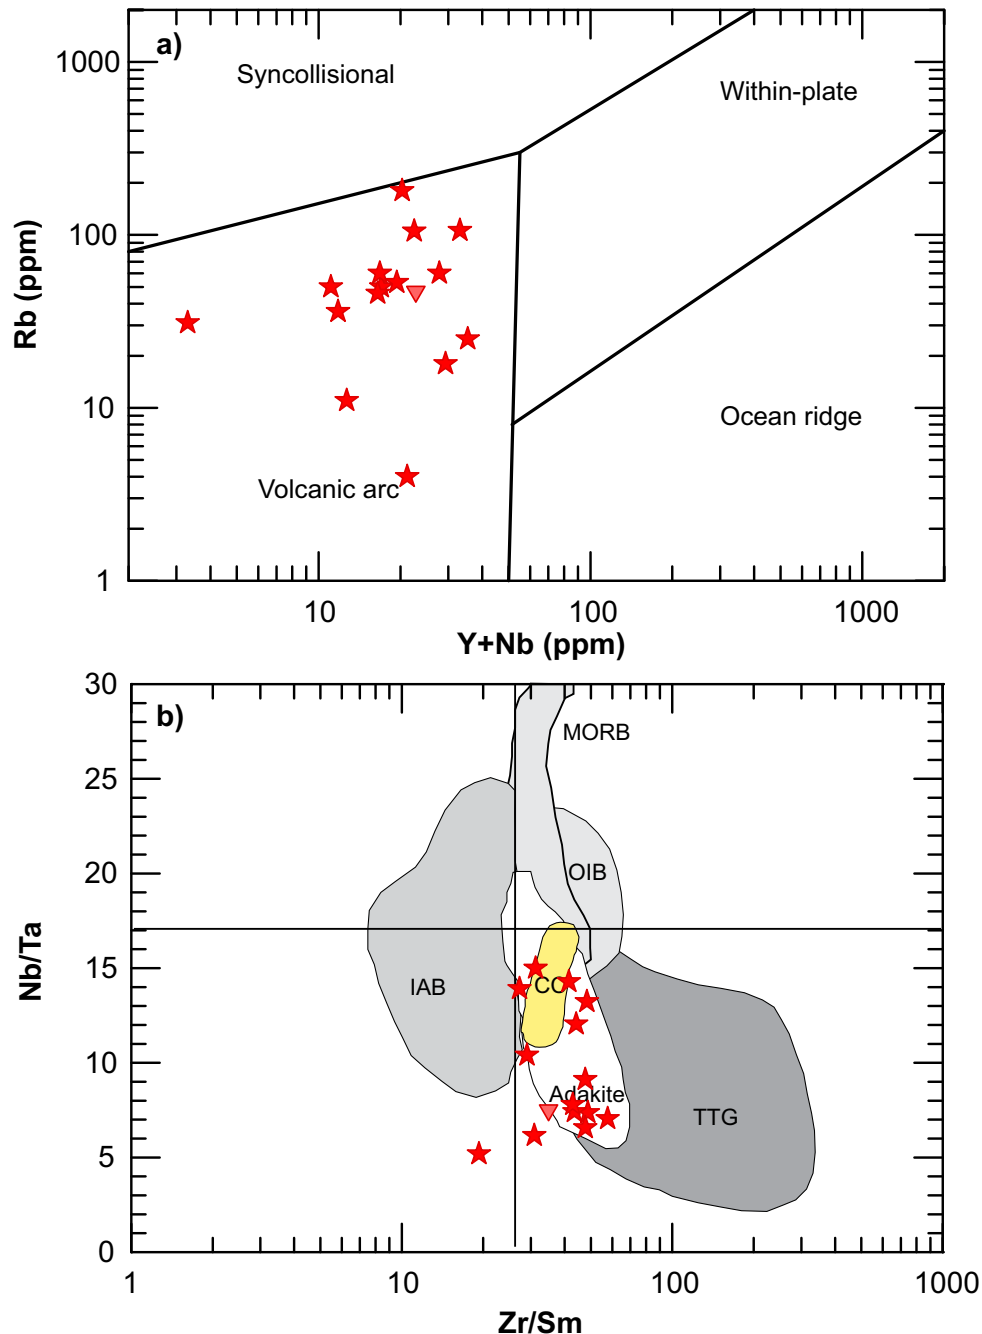 a)
Syncollisional
Within-plate
Ocean ridge
Volcanic arc
1000
100
10
1
Rb (ppm)
10
100
1000
Y+Nb (ppm)
b)
MORB
OIB
CC
IAB
Adakite
TTG
30
25
20
15
10
5
0
Nb/Ta
1
10
100
1000
Zr/Sm